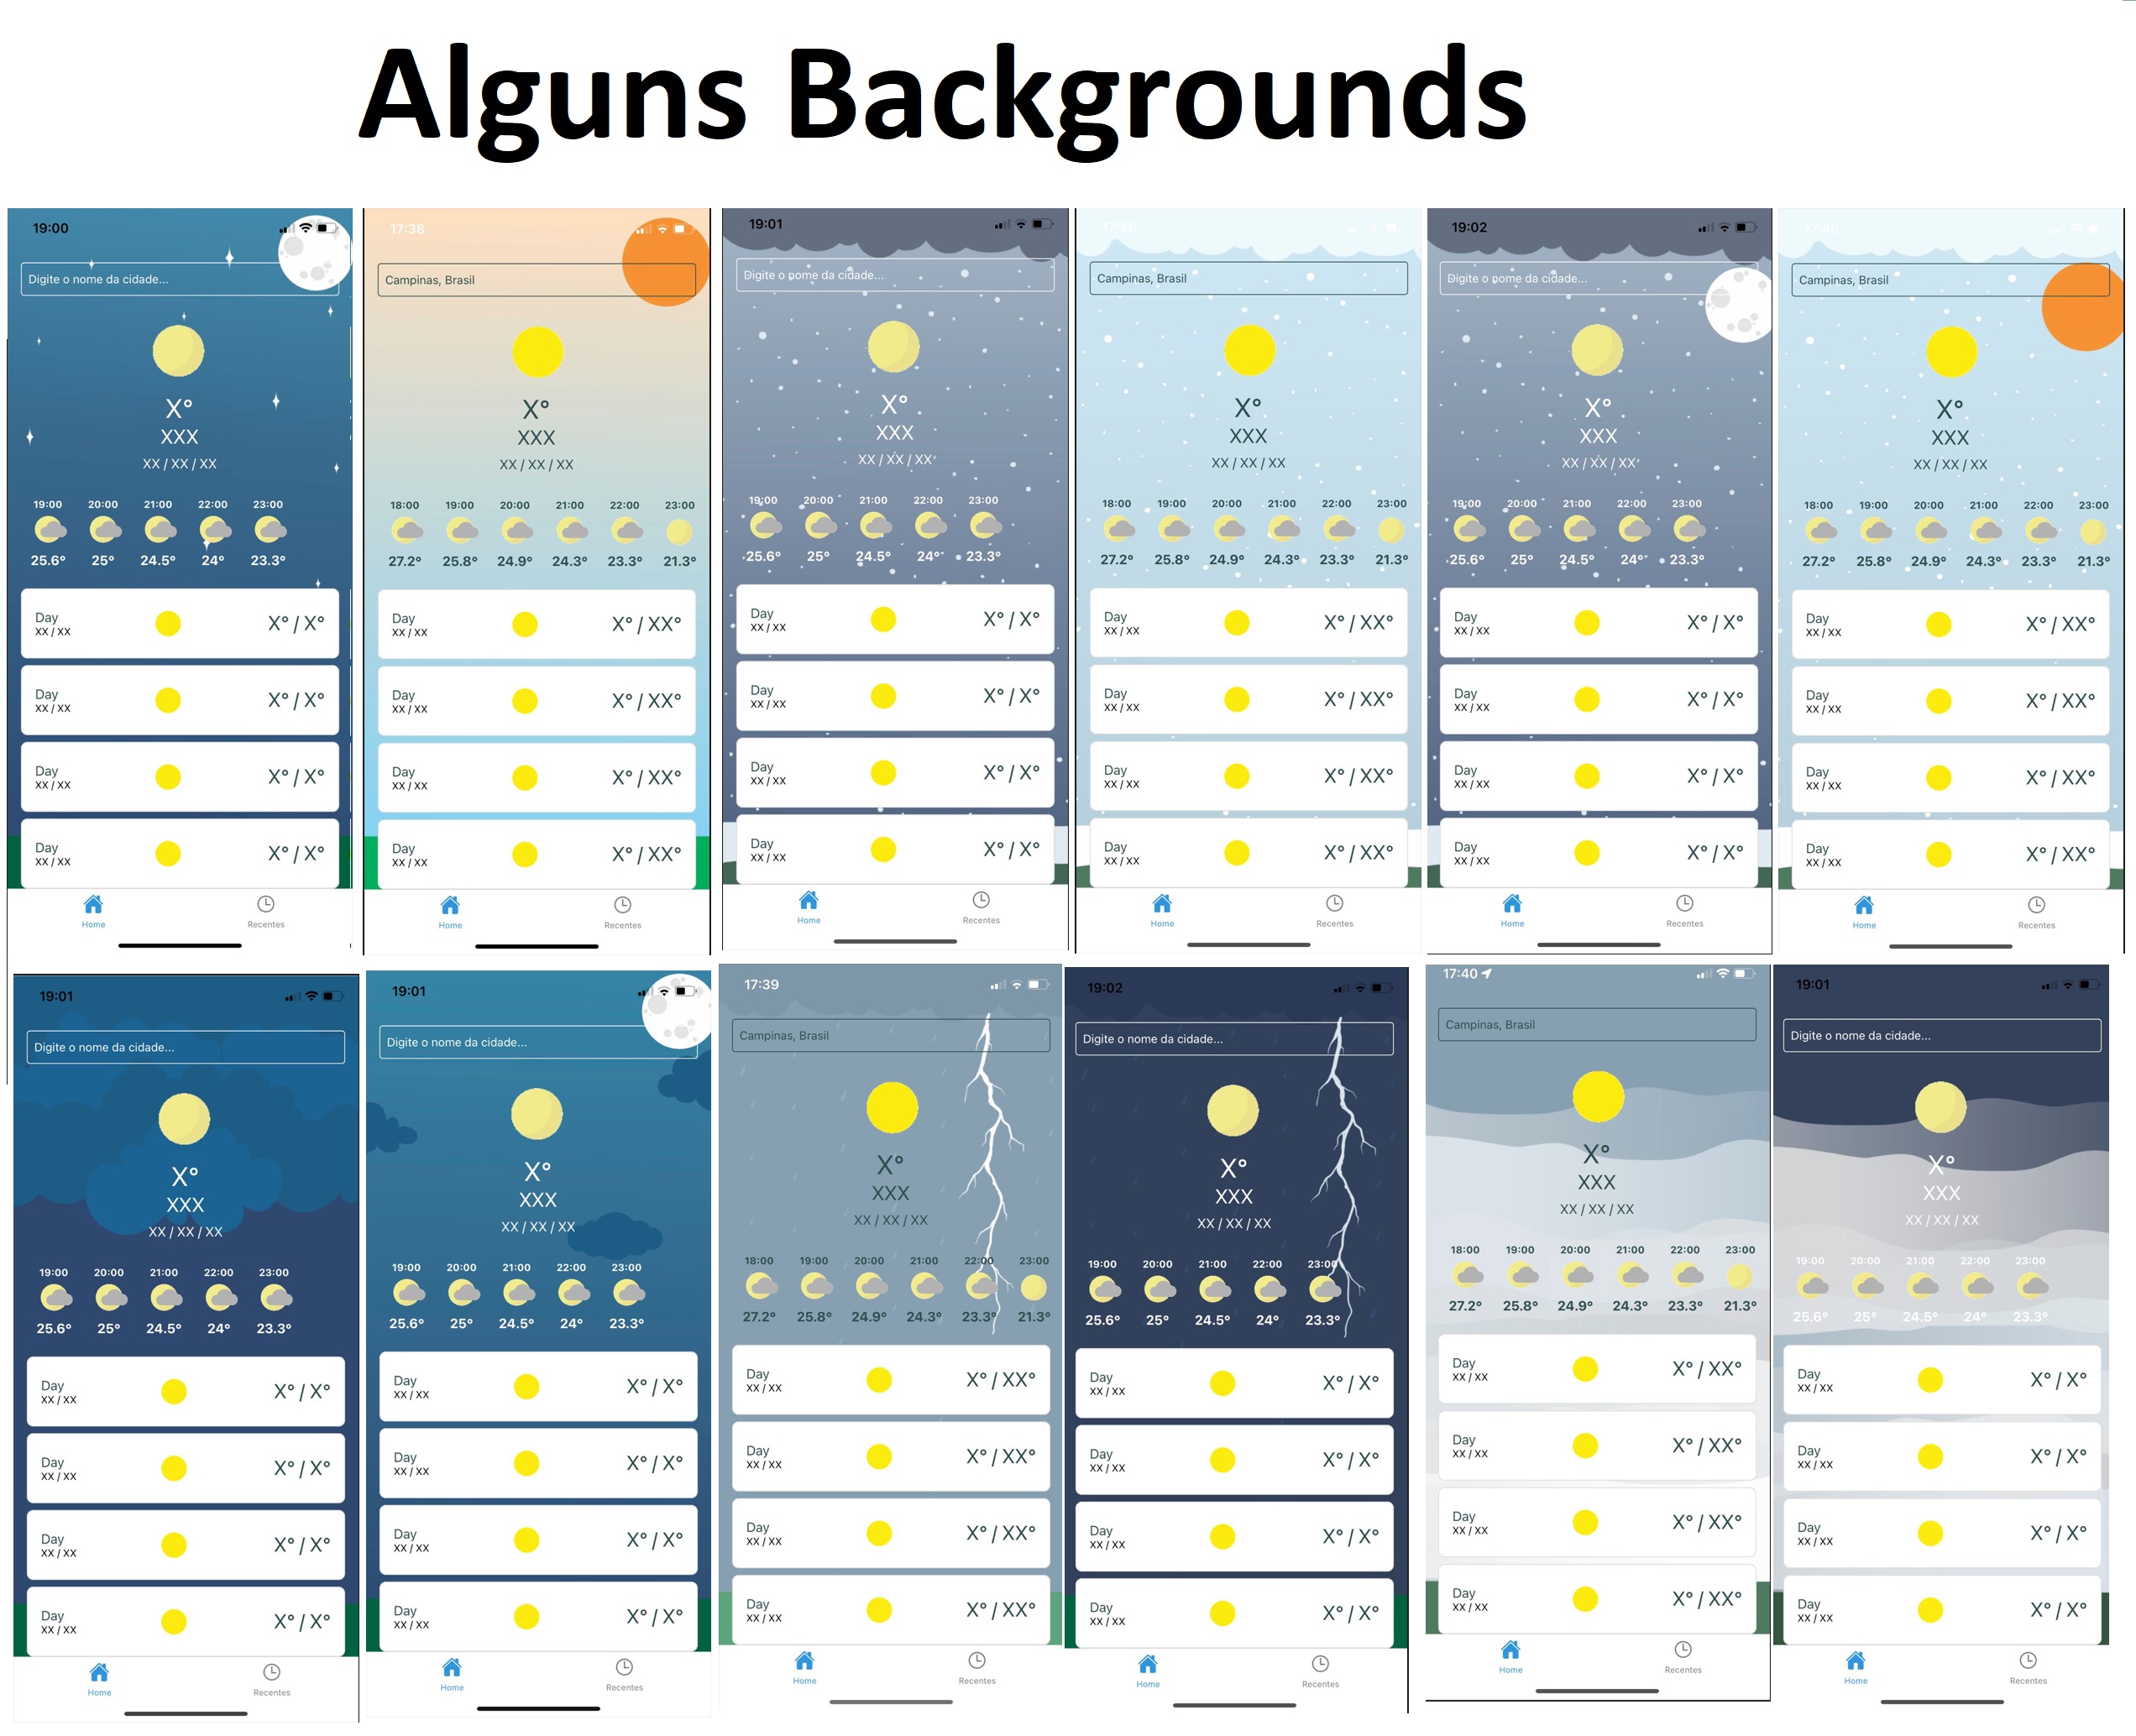 Alguns Backgrounds
19:00
Digite o nome da cidade...
X°
XXX
XX / XX / XX
19:00 20:00 21:00 22:00 23:00
25.6° 25° 24.5° 24° 23.3°
Day
XX / XX
X° / X°
Day
XX / XX
X° / X°
Day
XX / XX
X° / X°
Day
XX / XX
X° / X°
Home Recentes
17:38
Campinas, Brasil
X°
XXX
XX / XX / XX
18:00 19:00 20:00 21:00 22:00 23:00
27.2° 25.8° 24.9° 24.3° 23.3° 21.3°
Day
XX / XX
X° / XX°
Day
XX / XX
X° / XX°
Day
XX / XX
X° / XX°
Day
XX / XX
X° / XX°
Home Recentes
19:01
Digite o nome da cidade...
X°
XXX
XX / XX / XX
19:00 20:00 21:00 22:00 23:00
25.6° 25° 24.5° 24° 23.3°
Day
XX / XX
X° / X°
Day
XX / XX
X° / X°
Day
XX / XX
X° / X°
Day
XX / XX
X° / X°
Home Recentes
17:40
Campinas, Brasil
X°
XXX
XX / XX / XX
18:00 19:00 20:00 21:00 22:00 23:00
27.2° 25.8° 24.9° 24.3° 23.3° 21.3°
Day
XX / XX
X° / XX°
Day
XX / XX
X° / XX°
Day
XX / XX
X° / XX°
Day
XX / XX
X° / XX°
Home Recentes
19:02
Digite o nome da cidade...
X°
XXX
XX / XX / XX
19:00 20:00 21:00 22:00 23:00
25.6° 25° 24.5° 24° 23.3°
Day
XX / XX
X° / X°
Day
XX / XX
X° / X°
Day
XX / XX
X° / X°
Day
XX / XX
X° / X°
Home Recentes
17:40
Campinas, Brasil
X°
XXX
XX / XX / XX
18:00 19:00 20:00 21:00 22:00 23:00
27.2° 25.8° 24.9° 24.3° 23.3° 21.3°
Day
XX / XX
X° / XX°
Day
XX / XX
X° / XX°
Day
XX / XX
X° / XX°
Day
XX / XX
X° / XX°
Home Recentes
19:01
Digite o nome da cidade...
X°
XXX
XX / XX / XX
19:00 20:00 21:00 22:00 23:00
25.6° 25° 24.5° 24° 23.3°
Day
XX / XX
X° / X°
Day
XX / XX
X° / X°
Day
XX / XX
X° / X°
Day
XX / XX
X° / X°
Home Recentes
19:01
Digite o nome da cidade...
X°
XXX
XX / XX / XX
19:00 20:00 21:00 22:00 23:00
25.6° 25° 24.5° 24° 23.3°
Day
XX / XX
X° / X°
Day
XX / XX
X° / X°
Day
XX / XX
X° / X°
Day
XX / XX
X° / X°
Home Recentes
17:39
Campinas, Brasil
X°
XXX
XX / XX / XX
18:00 19:00 20:00 21:00 22:00 23:00
27.2° 25.8° 24.9° 24.3° 23.3° 21.3°
Day
XX / XX
X° / XX°
Day
XX / XX
X° / XX°
Day
XX / XX
X° / XX°
Day
XX / XX
X° / XX°
Home Recentes
19:02
Digite o nome da cidade...
X°
XXX
XX / XX / XX
19:00 20:00 21:00 22:00 23:00
25.6° 25° 24.5° 24° 23.3°
Day
XX / XX
X° / X°
Day
XX / XX
X° / X°
Day
XX / XX
X° / X°
Day
XX / XX
X° / X°
Home Recentes
17:40
Campinas, Brasil
X°
XXX
XX / XX / XX
18:00 19:00 20:00 21:00 22:00 23:00
27.2° 25.8° 24.9° 24.3° 23.3° 21.3°
Day
XX / XX
X° / XX°
Day
XX / XX
X° / XX°
Day
XX / XX
X° / XX°
Day
XX / XX
X° / XX°
Home Recentes
19:01
Digite o nome da cidade...
X°
XXX
XX / XX / XX
19:00 20:00 21:00 22:00 23:00
25.6° 25° 24.5° 24° 23.3°
Day
XX / XX
X° / X°
Day
XX / XX
X° / X°
Day
XX / XX
X° / X°
Day
XX / XX
X° / X°
Home Recentes